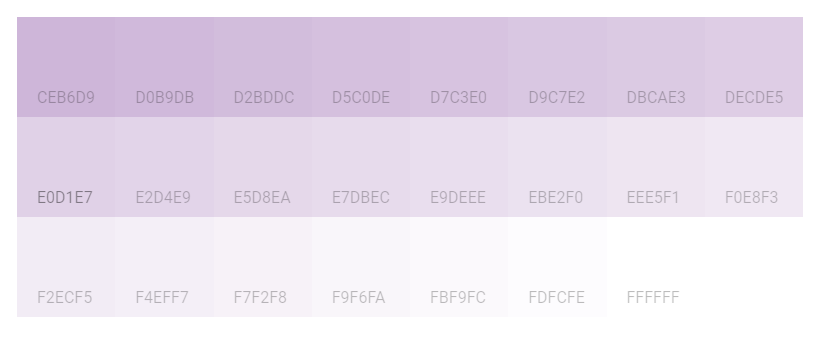 CEB6D9 D0B9DB D2BDDC D5C0DE D7C3E0 D9C7E2 DBCAE3 DECDE5
E0D1E7 E2D4E9 E5D8EA E7DBEC E9DEEE EBE2F0 EEE5F1 F0E8F3
F2ECF5 F4EFF7 F7F2F8 F9F6FA FBF9FC FDFCFE FFFFFF